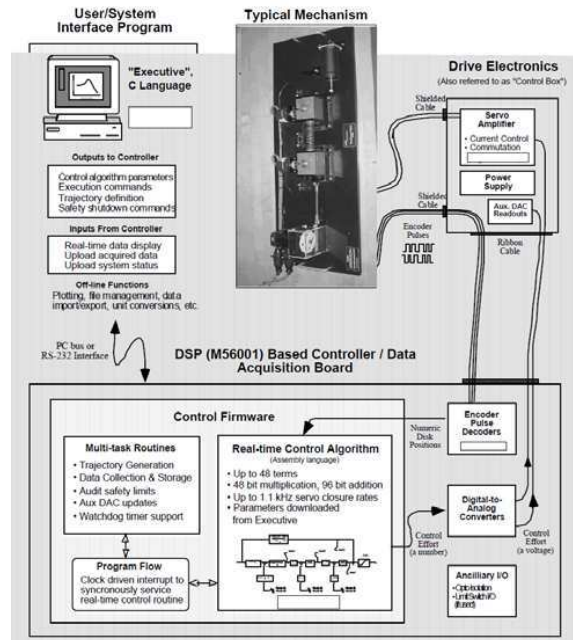 User/System
Interface Program
"Executive",
C Language
Outputs to Controller
Control algorithm parameters
Execution commands
Trajectory definition
Safety shutdown commands
Inputs From Controller
Real-time data display
Upload acquired data
Upload system status
Off-line Functions
Plotting, file management, data
import/export, unit conversions, etc.
PC bus or
RS-232 Interface
Typical Mechanism
Shielded
Cable
Shielded
Cable
Encoder
Pulses
Drive Electronics
(Also referred to as "Control Box")
Servo
Amplifier
• Current Control
• Commutation
Power
Supply
Aux. DAC
Readouts
Ribbon
Cable
DSP (M56001) Based Controller / Data
Acquisition Board
Control Firmware
Multi-task Routines
• Trajectory Generation
• Data Collection & Storage
• Audit safety limits
• Aux DAC updates
• Watchdog timer support
Program Flow
Clock driven interrupt to
syncronously service
real-time control routine
Real-time Control Algorithm
(Assembly language)
• Up to 48 terms
• 48 bit multiplication, 96 bit addition
• Up to 1.1 kHz servo closure rates
• Parameters downloaded
from Executive
Numeric
Disk
Positions
Encoder
Pulse
Decoders
Control
Effort
(a number)
Digital-to-
Analog
Converters
Control
Effort
(a voltage)
Ancilliary I/O
• Opto-Isolation
• Limit Switch I/O
(if used)